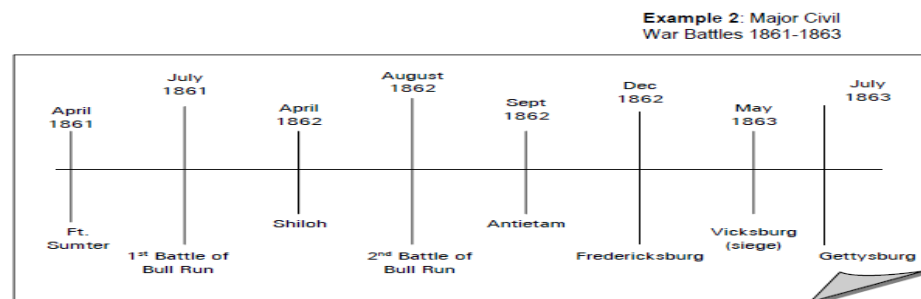 Example 2: Major Civil
War Battles 1861-1863
April
1861
July
1861
April
1862
August
1862
Sept
1862
Dec
1862
May
1863
July
1863
Ft.
Sumter
1st Battle of
Bull Run
Shiloh
2nd Battle of
Bull Run
Antietam
Fredericksburg
Vicksburg
(siege)
Gettysburg